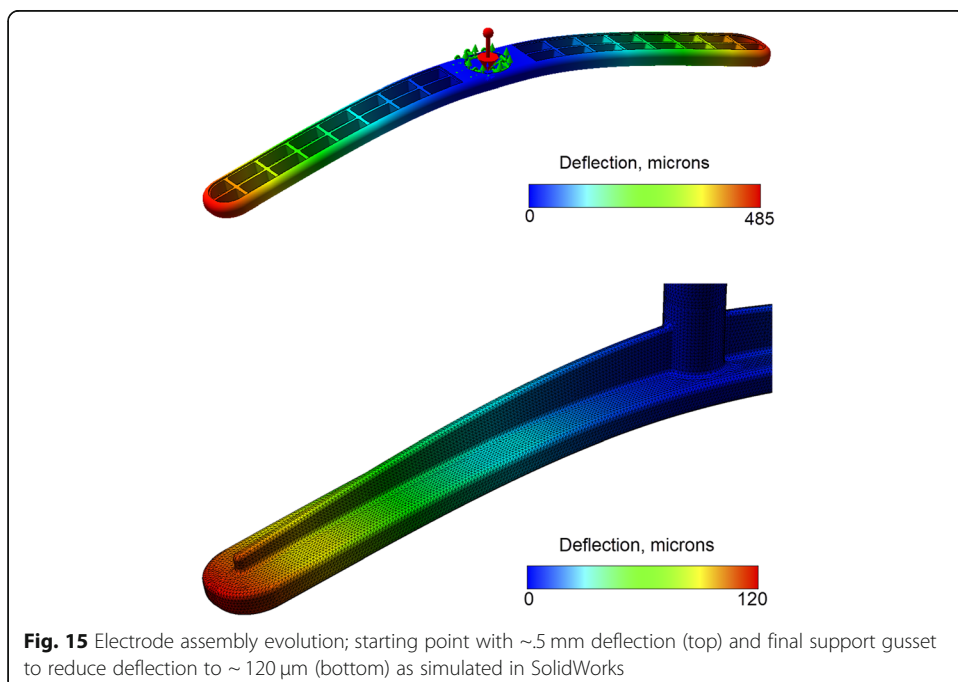 Deflection, microns
0 485
Deflection, microns
0 120
Fig. 15 Electrode assembly evolution; starting point with ~.5 mm deflection (top) and final support gusset
to reduce deflection to ~ 120 μm (bottom) as simulated in SolidWorks